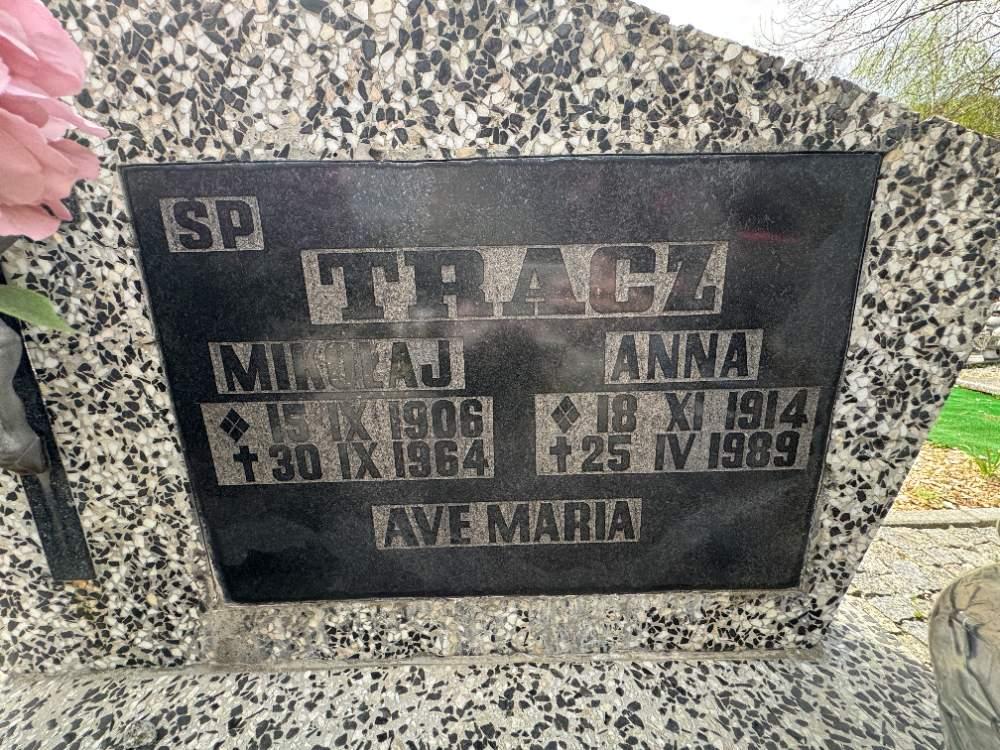 SP
TRACZ
MIKOŁAJ ANNA
15 IX 1906 18 XI 1914
30 IX 1964 25 IV 1989
AVE MARIA